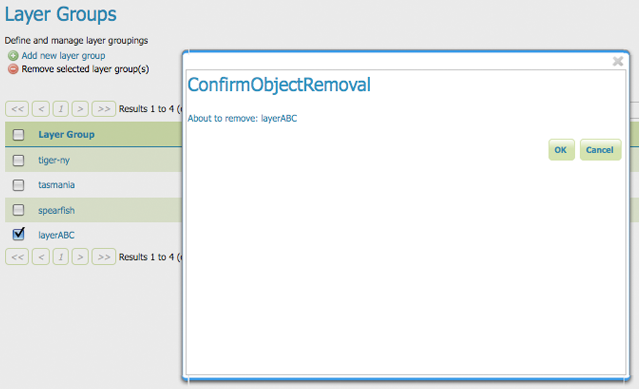 Layer Groups
Define and manage layer groupings
Add new layer group
Remove selected layer group(s)
<< < 1 > >> Results 1 to 4 (
Layer Group
tiger-ny
tasmania
spearfish
layerABC
<< < 1 > >> Results 1 to 4 (
ConfirmObjectRemoval
About to remove: layerABC
OK Cancel